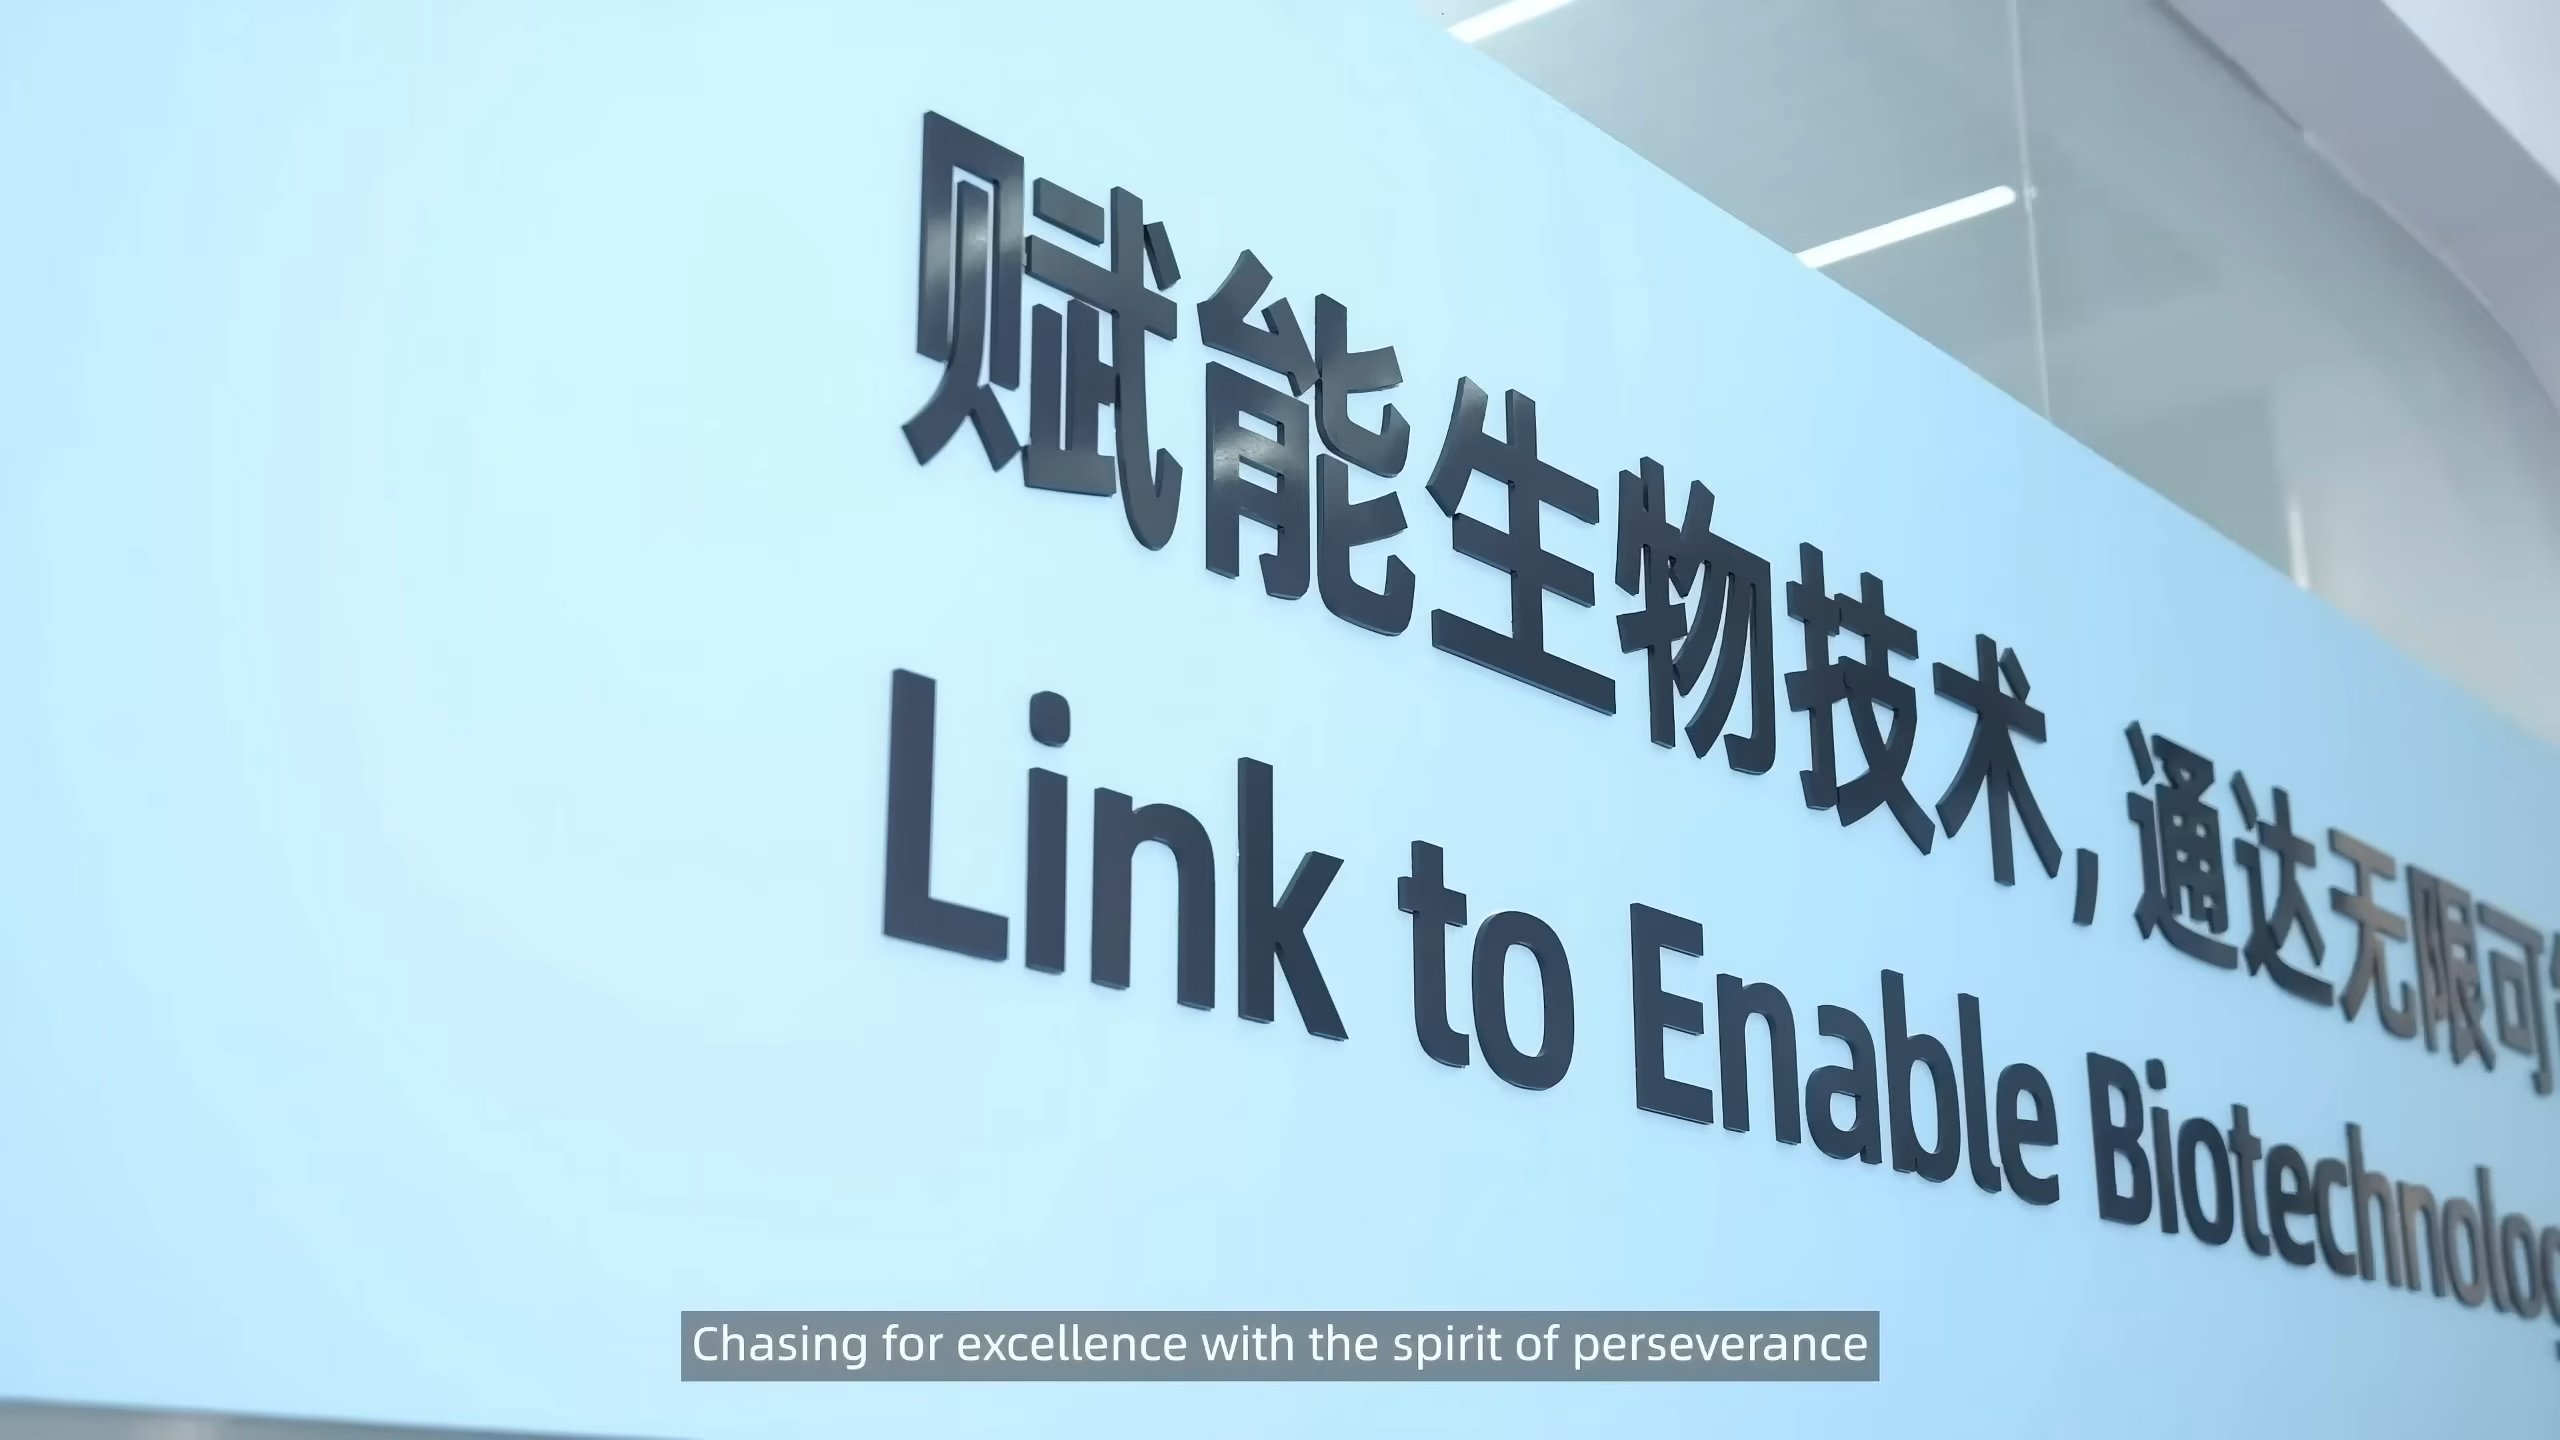 赋能生物技术,通达无限可
Link to Enable Biotechnolog
Chasing for excellence with the spirit of perseverance